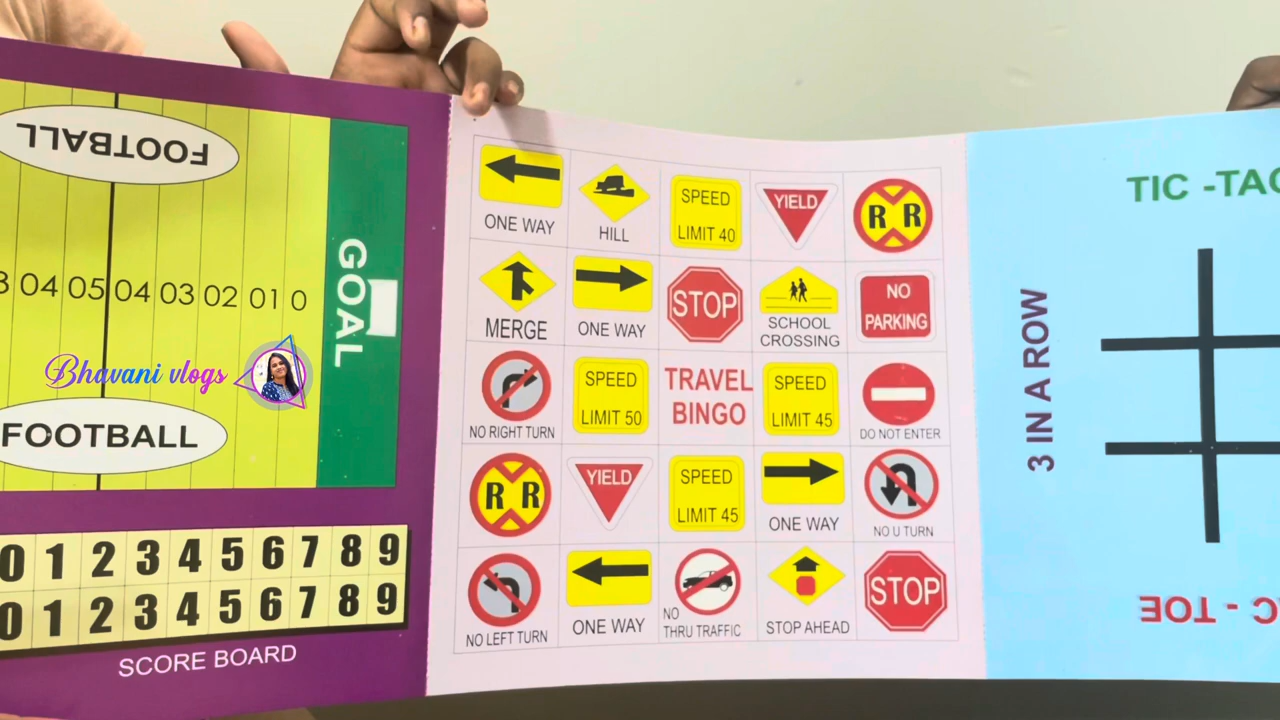 FOOTBALL
3 04 05 04 03 02 01 0
GOAL
Bhavani vlogs
FOOTBALL
0 1 2 3 4 5 6 7 8 9
0 1 2 3 4 5 6 7 8 9
SCORE BOARD
ONE WAY
HILL
SPEED
LIMIT 40
YIELD
R R
MERGE
ONE WAY
STOP
SCHOOL
CROSSING
NO
PARKING
NO RIGHT TURN
SPEED
LIMIT 50
TRAVEL
BINGO
SPEED
LIMIT 45
DO NOT ENTER
R R
YIELD
SPEED
LIMIT 45
ONE WAY
NO U TURN
NO LEFT TURN
ONE WAY
NO
THRU TRAFFIC
STOP AHEAD
STOP
TIC -TAC
3 IN A ROW
C - TOE